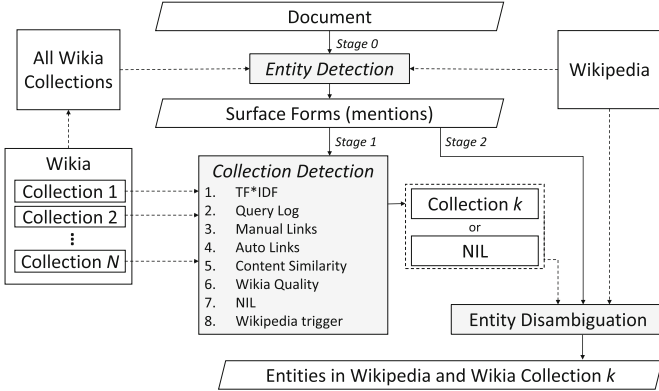 Document
Stage 0
All Wikia
Collections
Entity Detection
Wikipedia
Surface Forms (mentions)
Stage 1
Stage 2
Wikia
Collection 1
Collection 2
⋮
Collection N
Collection Detection
1. TF*IDF
2. Query Log
3. Manual Links
4. Auto Links
5. Content Similarity
6. Wikia Quality
7. NIL
8. Wikipedia trigger
Collection k
or
NIL
Entity Disambiguation
Entities in Wikipedia and Wikia Collection k